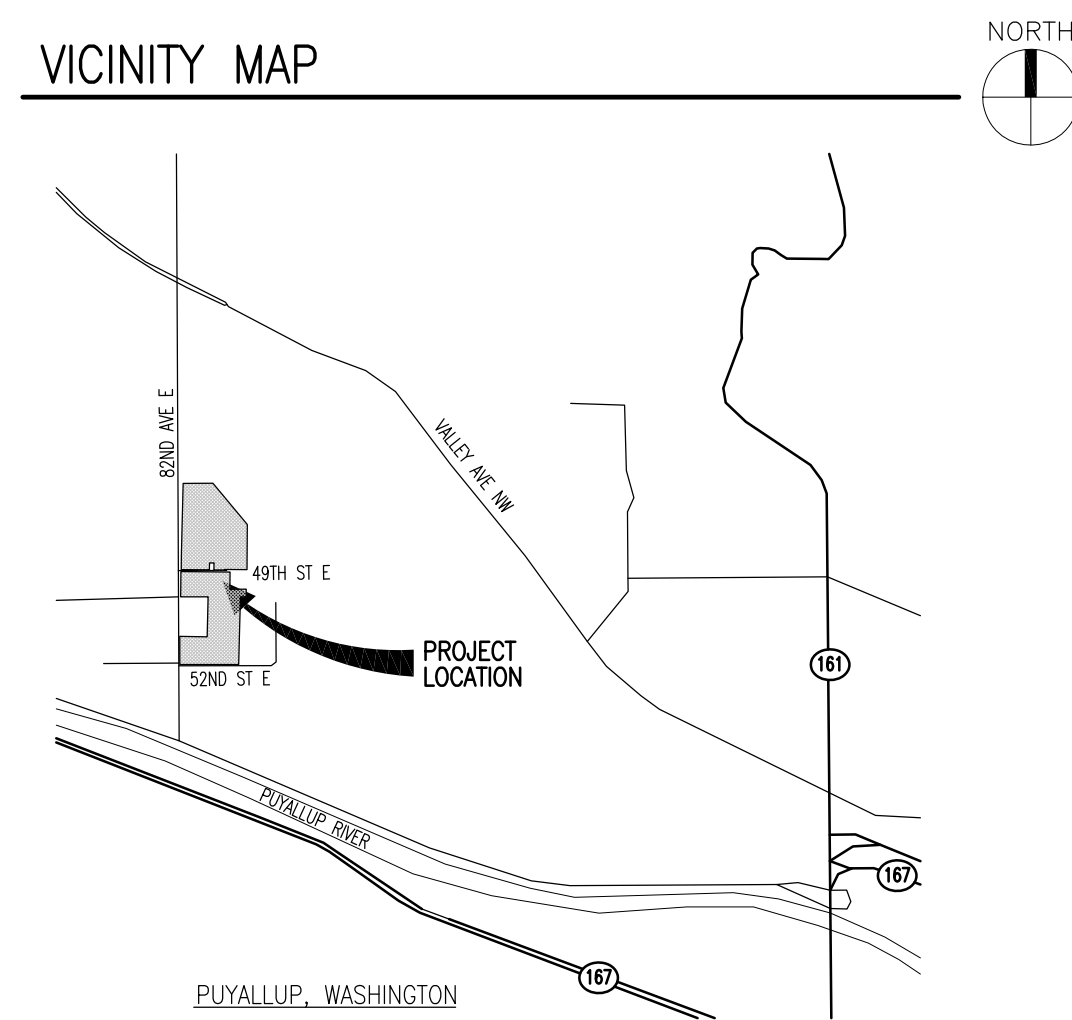 NORTH
VICINITY MAP
82ND AVE E
VALLEY AVE NW
49TH ST E
PROJECT
LOCATION
161
52ND ST E
PUYALLUP RIVER
167
167
PUYALLUP, WASHINGTON